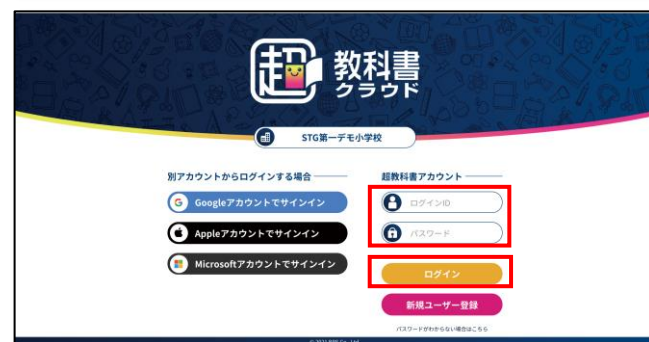 超 教科書
クラウド
STG第一デモ小学校
別アカウントからログインする場合
Googleアカウントでサインイン
Appleアカウントでサインイン
Microsoftアカウントでサインイン
超教科書アカウント
ログインID
パスワード
ログイン
新規ユーザー登録
パスワードがわからない場合はこちら